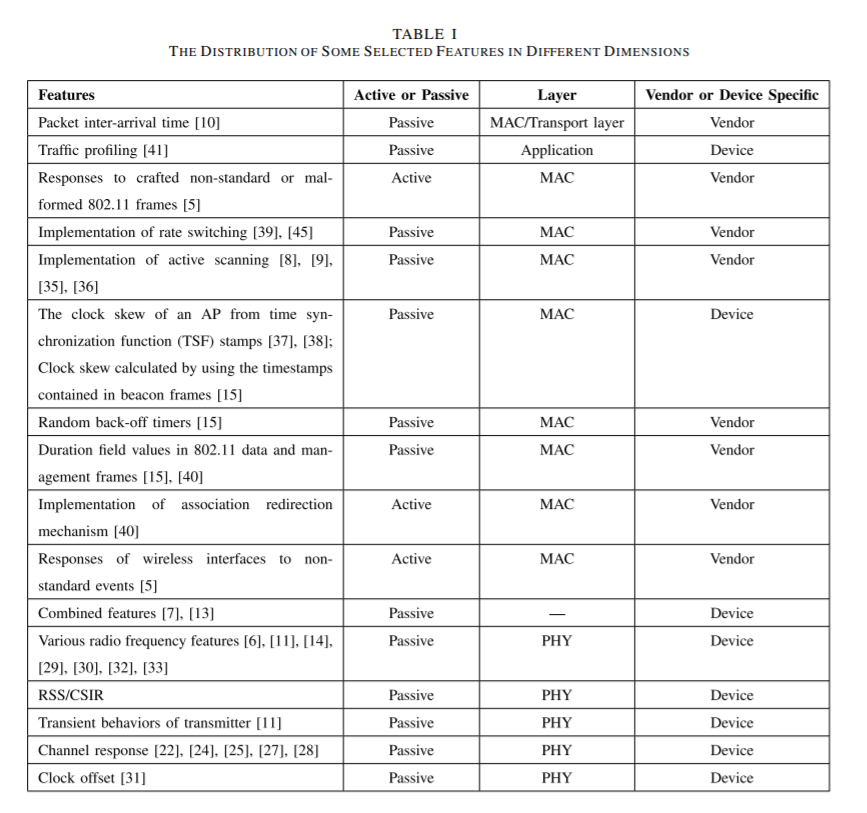 TABLE I
THE DISTRIBUTION OF SOME SELECTED FEATURES IN DIFFERENT DIMENSIONS
Features Active or Passive Layer Vendor or Device Specific
Packet inter-arrival time [10] Passive MAC/Transport layer Vendor
Traffic profiling [41] Passive Application Device
Responses to crafted non-standard or mal- Active MAC Vendor
formed 802.11 frames [5]
Implementation of rate switching [39], [45] Passive MAC Vendor
Implementation of active scanning [8], [9], Passive MAC Vendor
[35], [36]
The clock skew of an AP from time syn- Passive MAC Device
chronization function (TSF) stamps [37], [38];
Clock skew calculated by using the timestamps
contained in beacon frames [15]
Random back-off timers [15] Passive MAC Vendor
Duration field values in 802.11 data and man- Passive MAC Vendor
agement frames [15], [40]
Implementation of association redirection Active MAC Vendor
mechanism [40]
Responses of wireless interfaces to non- Active MAC Vendor
standard events [5]
Combined features [7], [13] Passive — Device
Various radio frequency features [6], [11], [14], Passive PHY Device
[29], [30], [32], [33]
RSS/CSIR Passive PHY Device
Transient behaviors of transmitter [11] Passive PHY Device
Channel response [22], [24], [25], [27], [28] Passive PHY Device
Clock offset [31] Passive PHY Device